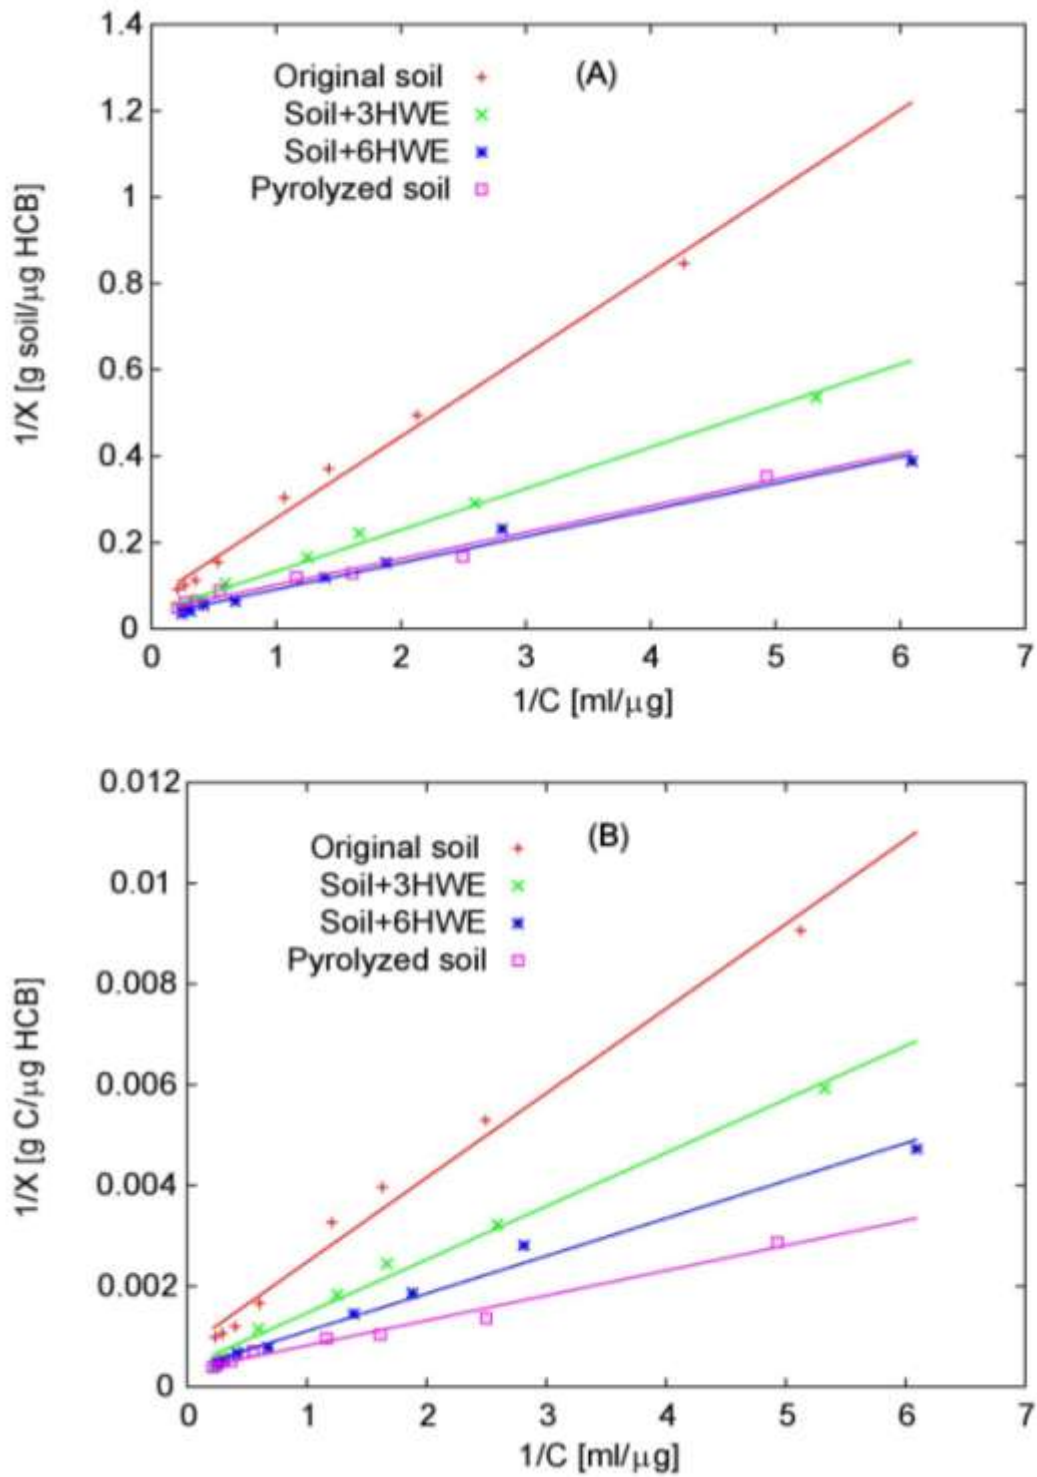 1.4
1.2
1
0.8
0.6
0.4
0.2
0
1/X [g soil/µg HCB]
Original soil
Soil+3HWE
Soil+6HWE
Pyrolyzed soil
(A)
0 1 2 3 4 5 6 7
1/C [ml/µg]
0.012
0.01
0.008
0.006
0.004
0.002
0
1/X [g C/µg HCB]
Original soil
Soil+3HWE
Soil+6HWE
Pyrolyzed soil
(B)
0 1 2 3 4 5 6 7
1/C [ml/µg]